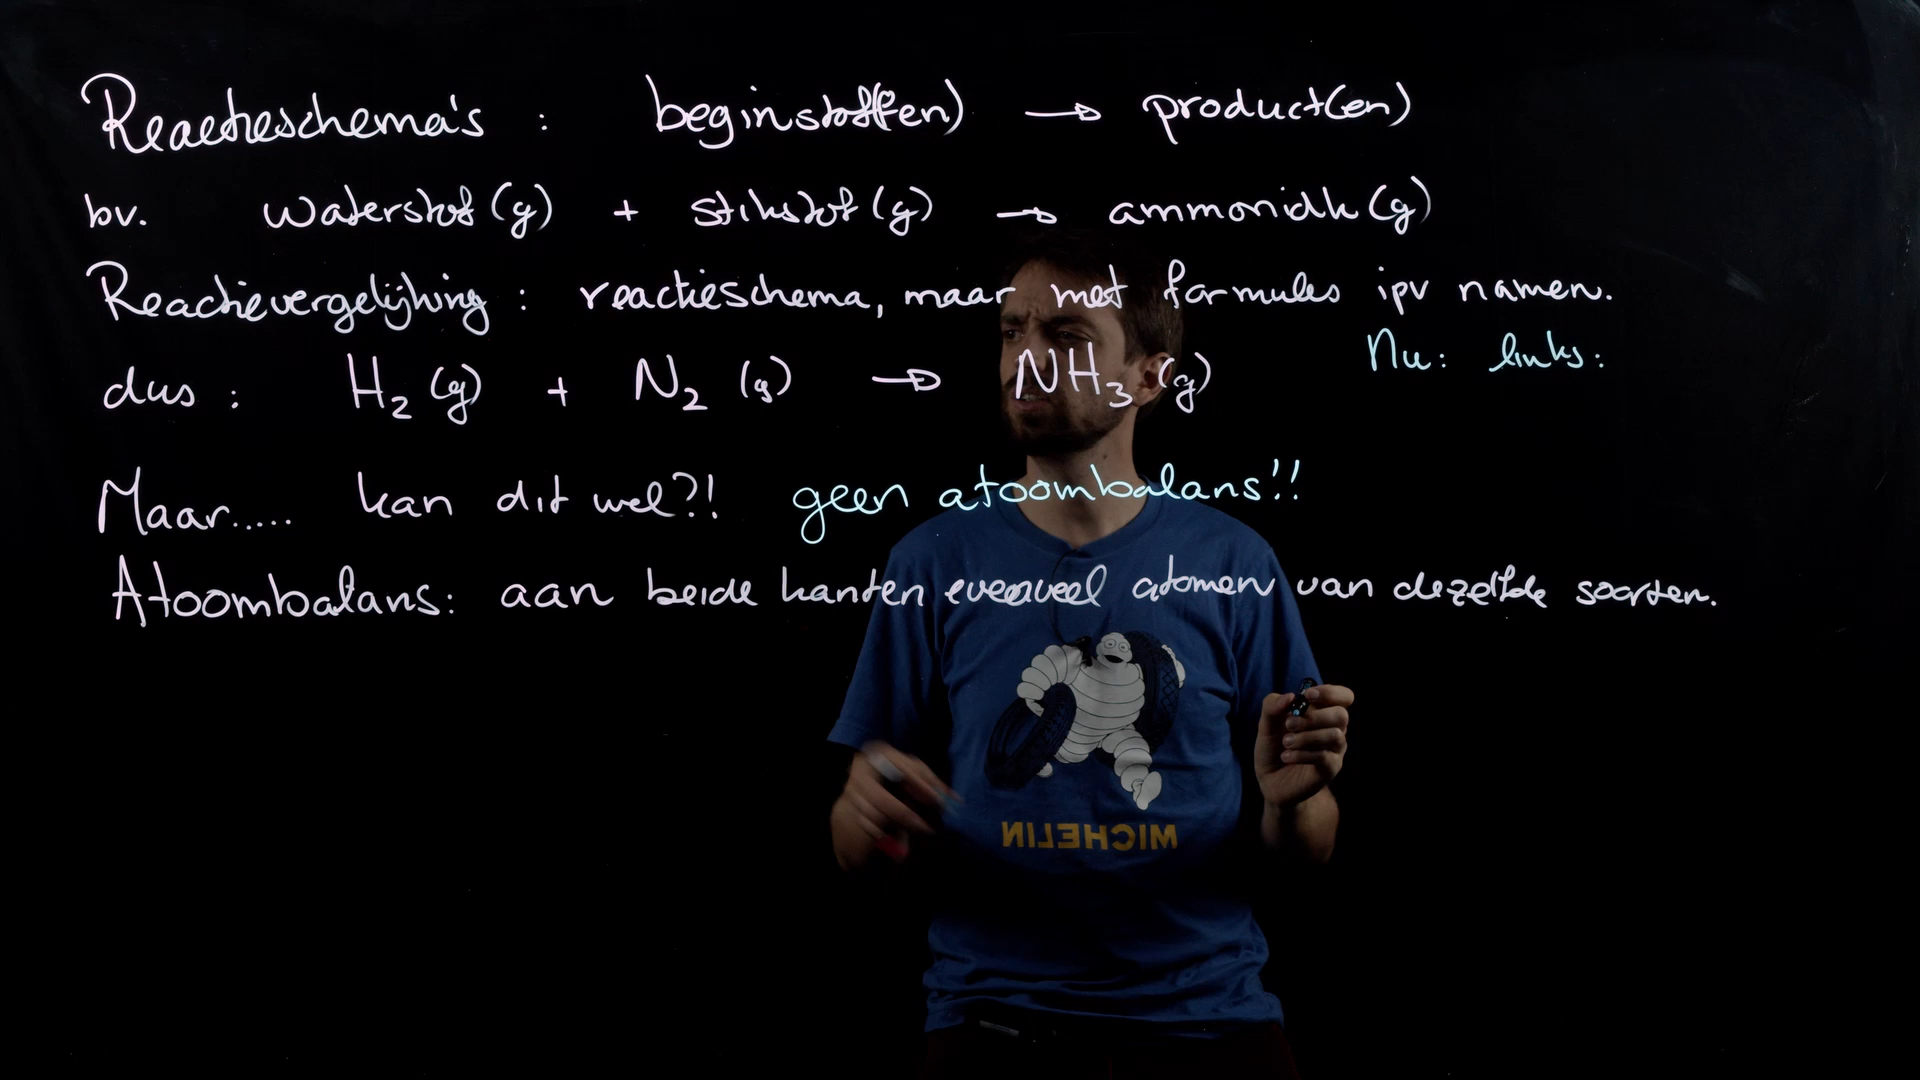 Reactieschema's : beginstof(fen) → product(en)
bv. waterstof (g) + stikstof (g) → ammoniak (g)
Reactievergelijking : reactieschema, maar met formules ipv namen.
Nu: links:
dus : H₂ (g) + N₂ (g) → NH₃ (g)
Maar..... kan dit wel?! geen atoombalans!!
Atoombalans: aan beide kanten evenveel atomen van dezelfde soorten.
MICHELIN